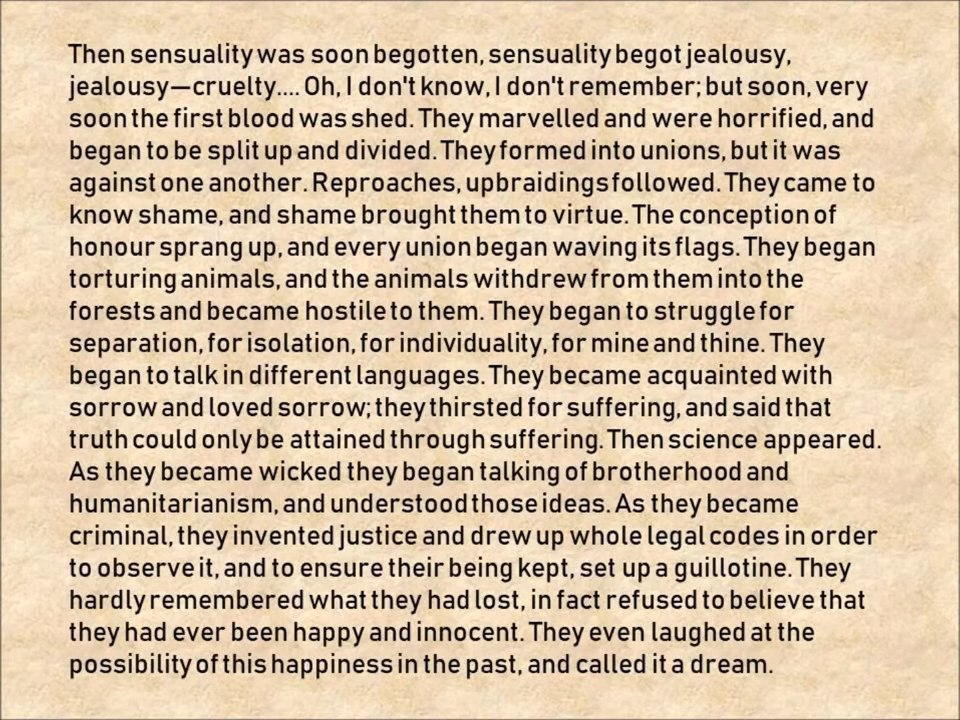 Then sensuality was soon begotten, sensuality begot jealousy,
jealousy—cruelty.... Oh, I don't know, I don't remember; but soon, very
soon the first blood was shed. They marvelled and were horrified, and
began to be split up and divided. They formed into unions, but it was
against one another. Reproaches, upbraidings followed. They came to
know shame, and shame brought them to virtue. The conception of
honour sprang up, and every union began waving its flags. They began
torturing animals, and the animals withdrew from them into the
forests and became hostile to them. They began to struggle for
separation, for isolation, for individuality, for mine and thine. They
began to talk in different languages. They became acquainted with
sorrow and loved sorrow; they thirsted for suffering, and said that
truth could only be attained through suffering. Then science appeared.
As they became wicked they began talking of brotherhood and
humanitarianism, and understood those ideas. As they became
criminal, they invented justice and drew up whole legal codes in order
to observe it, and to ensure their being kept, set up a guillotine. They
hardly remembered what they had lost, in fact refused to believe that
they had ever been happy and innocent. They even laughed at the
possibility of this happiness in the past, and called it a dream.